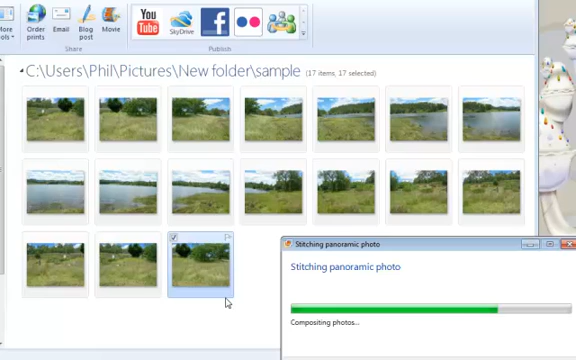 More
tools
Order
prints
Email
Blog
post
Movie
Share
You
Tube
SkyDrive
f
Publish
C:\Users\Phil\Pictures\New folder\sample (17 items, 17 selected)
Stitching panoramic photo
Stitching panoramic photo
Compositing photos...